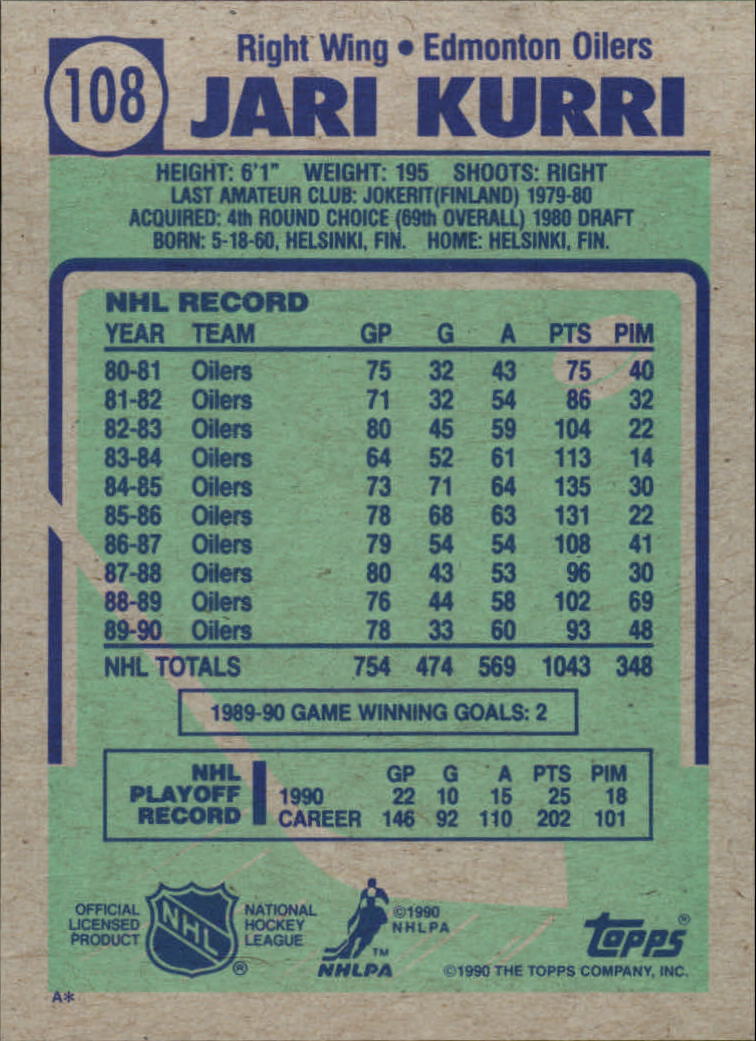 108
Right Wing • Edmonton Oilers
JARI KURRI
HEIGHT: 6'1" WEIGHT: 195 SHOOTS: RIGHT
LAST AMATEUR CLUB: JOKERIT(FINLAND) 1979-80
ACQUIRED: 4th ROUND CHOICE (69th OVERALL) 1980 DRAFT
BORN: 5-18-60, HELSINKI, FIN. HOME: HELSINKI, FIN.
NHL RECORD
YEAR TEAM GP G A PTS PIM
80-81 Oilers 75 32 43 75 40
81-82 Oilers 71 32 54 86 32
82-83 Oilers 80 45 59 104 22
83-84 Oilers 64 52 61 113 14
84-85 Oilers 73 71 64 135 30
85-86 Oilers 78 68 63 131 22
86-87 Oilers 79 54 54 108 41
87-88 Oilers 80 43 53 96 30
88-89 Oilers 76 44 58 102 69
89-90 Oilers 78 33 60 93 48
NHL TOTALS 754 474 569 1043 348
1989-90 GAME WINNING GOALS: 2
NHL PLAYOFF RECORD
GP G A PTS PIM
1990 22 10 15 25 18
CAREER 146 92 110 202 101
OFFICIAL
LICENSED
PRODUCT
NHL
®
NATIONAL
HOCKEY
LEAGUE
©1990
NHLPA
TM
NHLPA
Topps®
©1990 THE TOPPS COMPANY, INC.
A*